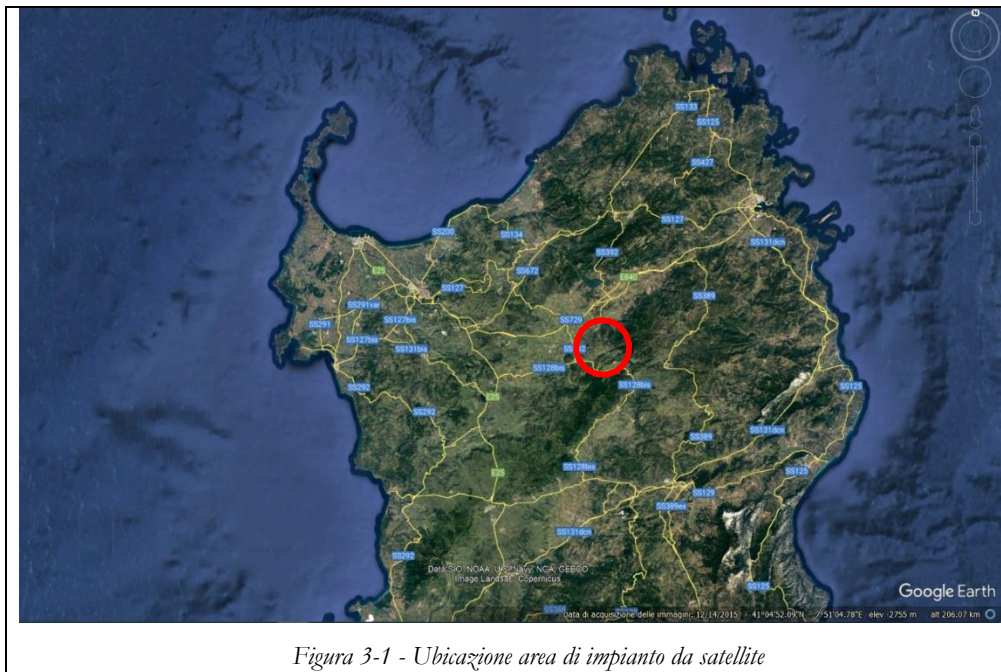 N
SS133
SS125
SS427
SS200
SS134
SS127
SS392
SS131dcn
E25
SS672
E840
SS127
SS389
SS291var
SS729
SS291
SS127bis
SS127bis
SS131bis
SS128bis
SS292
SS128bis
SS125
E25
SS292
SS131dcn
SS389
E25
SS128bis
SS125
SS129
SS389ex
SS131dcn
SS292
Data SIO, NOAA, U.S. Navy, NGA, GEBCO
Image Landsat / Copernicus
SS125
Google Earth
Data di acquisizione delle immagini: 12/14/2015 41°04'52.09"N 7°51'04.78"E elev -2755 m alt 206.07 km
Figura 3-1 - Ubicazione area di impianto da satellite